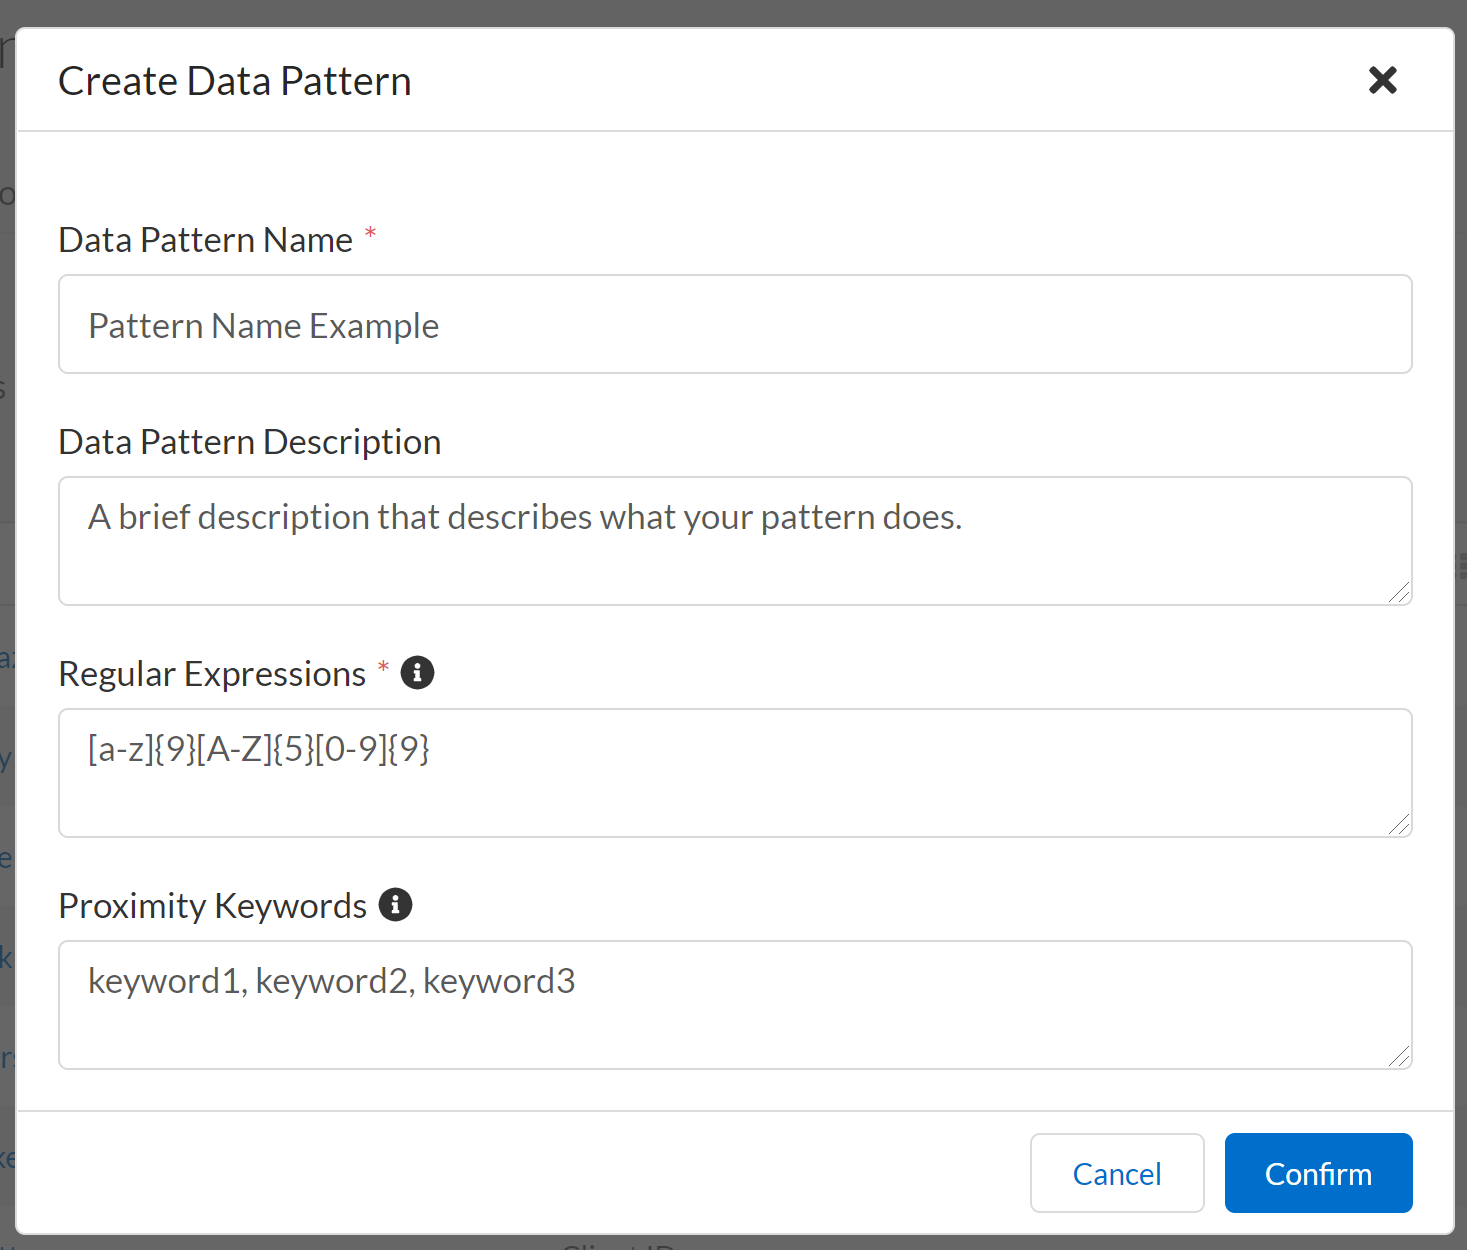 Create Data Pattern
Data Pattern Name *
Pattern Name Example
Data Pattern Description
A brief description that describes what your pattern does.
Regular Expressions *
[a-z]{9}[A-Z]{5}[0-9]{9}
Proximity Keywords
keyword1, keyword2, keyword3
Cancel
Confirm